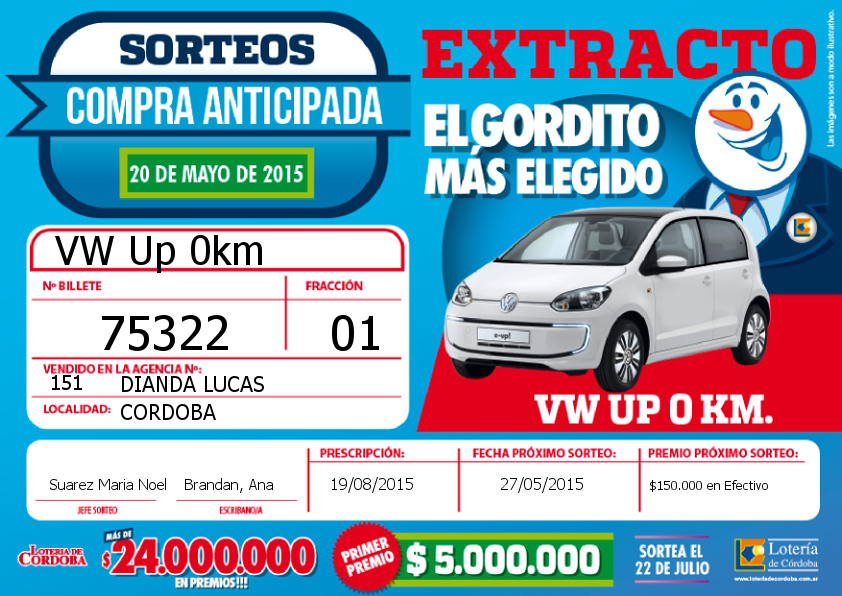 SORTEOS
COMPRA ANTICIPADA
20 DE MAYO DE 2015
EXTRACTO
EL GORDITO
MÁS ELEGIDO
Las imágenes son a modo ilustrativo.
VW Up 0km
Nº BILLETE
FRACCIÓN
75322
01
VENDIDO EN LA AGENCIA Nº:
151 DIANDA LUCAS
LOCALIDAD: CORDOBA
e-up!
VW UP 0 KM.
PRESCRIPCIÓN:
FECHA PRÓXIMO SORTEO:
PREMIO PRÓXIMO SORTEO:
Suarez Maria Noel
Brandan, Ana
19/08/2015
27/05/2015
$150.000 en Efectivo
JEFE SORTEO
ESCRIBANO/A
LOTERIA DE
CÓRDOBA
MÁS DE
$24.000.000
EN PREMIOS!!!
PRIMER
PREMIO
$ 5.000.000
SORTEA EL
22 DE JULIO
Lotería
de Córdoba
www.loteriadecordoba.com.ar